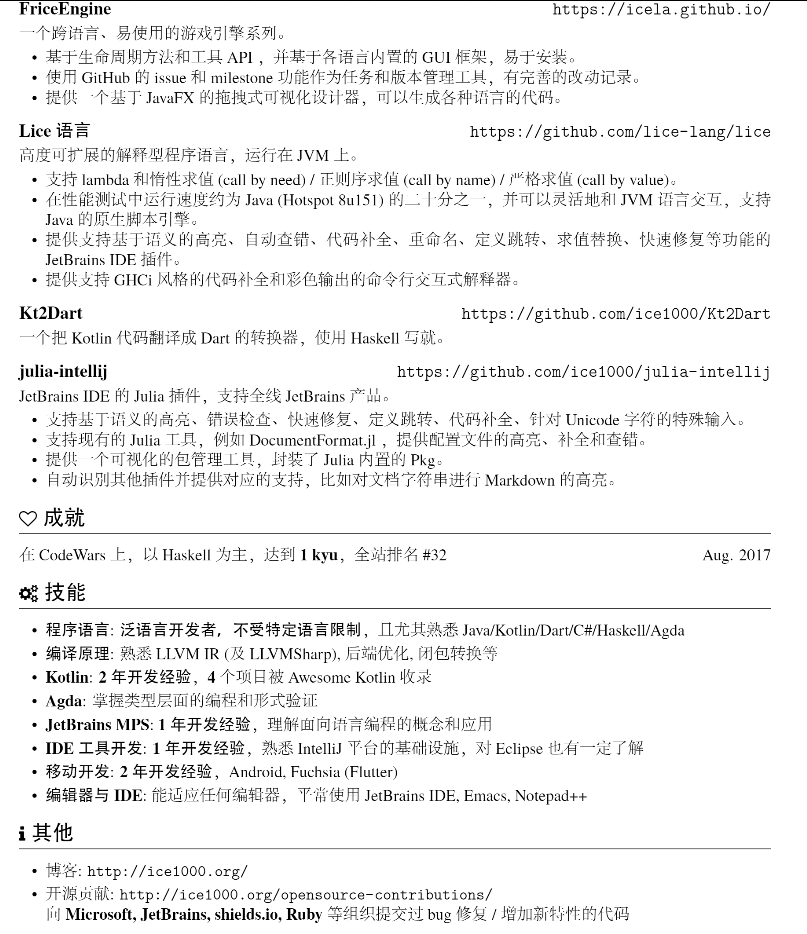 FriceEngine https://icela.github.io/
一个跨语言、易使用的游戏引擎系列。
• 基于生命周期方法和工具 API ，并基于各语言内置的 GUI 框架，易于安装。
• 使用 GitHub 的 issue 和 milestone 功能作为任务和版本管理工具，有完善的改动记录。
• 提供一个基于 JavaFX 的拖拽式可视化设计器，可以生成各种语言的代码。
Lice 语言 https://github.com/lice-lang/lice
高度可扩展的解释型程序语言，运行在 JVM 上。
• 支持 lambda 和惰性求值 (call by need) / 正则序求值 (call by name) / 严格求值 (call by value)。
• 在性能测试中运行速度约为 Java (Hotspot 8u151) 的二十分之一，并可以灵活地和 JVM 语言交互，支持
Java 的原生脚本引擎。
• 提供支持基于语义的高亮、自动查错、代码补全、重命名、定义跳转、求值替换、快速修复等功能的
JetBrains IDE 插件。
• 提供支持 GHCi 风格的代码补全和彩色输出的命令行交互式解释器。
Kt2Dart https://github.com/ice1000/Kt2Dart
一个把 Kotlin 代码翻译成 Dart 的转换器，使用 Haskell 写就。
julia-intellij https://github.com/ice1000/julia-intellij
JetBrains IDE 的 Julia 插件，支持全线 JetBrains 产品。
• 支持基于语义的高亮、错误检查、快速修复、定义跳转、代码补全、针对 Unicode 字符的特殊输入。
• 支持现有的 Julia 工具，例如 DocumentFormat.jl ，提供配置文件的高亮、补全和查错。
• 提供一个可视化的包管理工具，封装了 Julia 内置的 Pkg。
• 自动识别其他插件并提供对应的支持，比如对文档字符串进行 Markdown 的高亮。
成就
在 CodeWars 上，以 Haskell 为主，达到 1 kyu，全站排名 #32 Aug. 2017
技能
• 程序语言: 泛语言开发者，不受特定语言限制，且尤其熟悉 Java/Kotlin/Dart/C#/Haskell/Agda
• 编译原理: 熟悉 LLVM IR (及 LLVMSharp), 后端优化, 闭包转换等
• Kotlin: 2 年开发经验，4 个项目被 Awesome Kotlin 收录
• Agda: 掌握类型层面的编程和形式验证
• JetBrains MPS: 1 年开发经验，理解面向语言编程的概念和应用
• IDE 工具开发: 1 年开发经验，熟悉 IntelliJ 平台的基础设施，对 Eclipse 也有一定了解
• 移动开发: 2 年开发经验，Android, Fuchsia (Flutter)
• 编辑器与 IDE: 能适应任何编辑器，平常使用 JetBrains IDE, Emacs, Notepad++
其他
• 博客: http://ice1000.org/
• 开源贡献: http://ice1000.org/opensource-contributions/
向 Microsoft, JetBrains, shields.io, Ruby 等组织提交过 bug 修复 / 增加新特性的代码